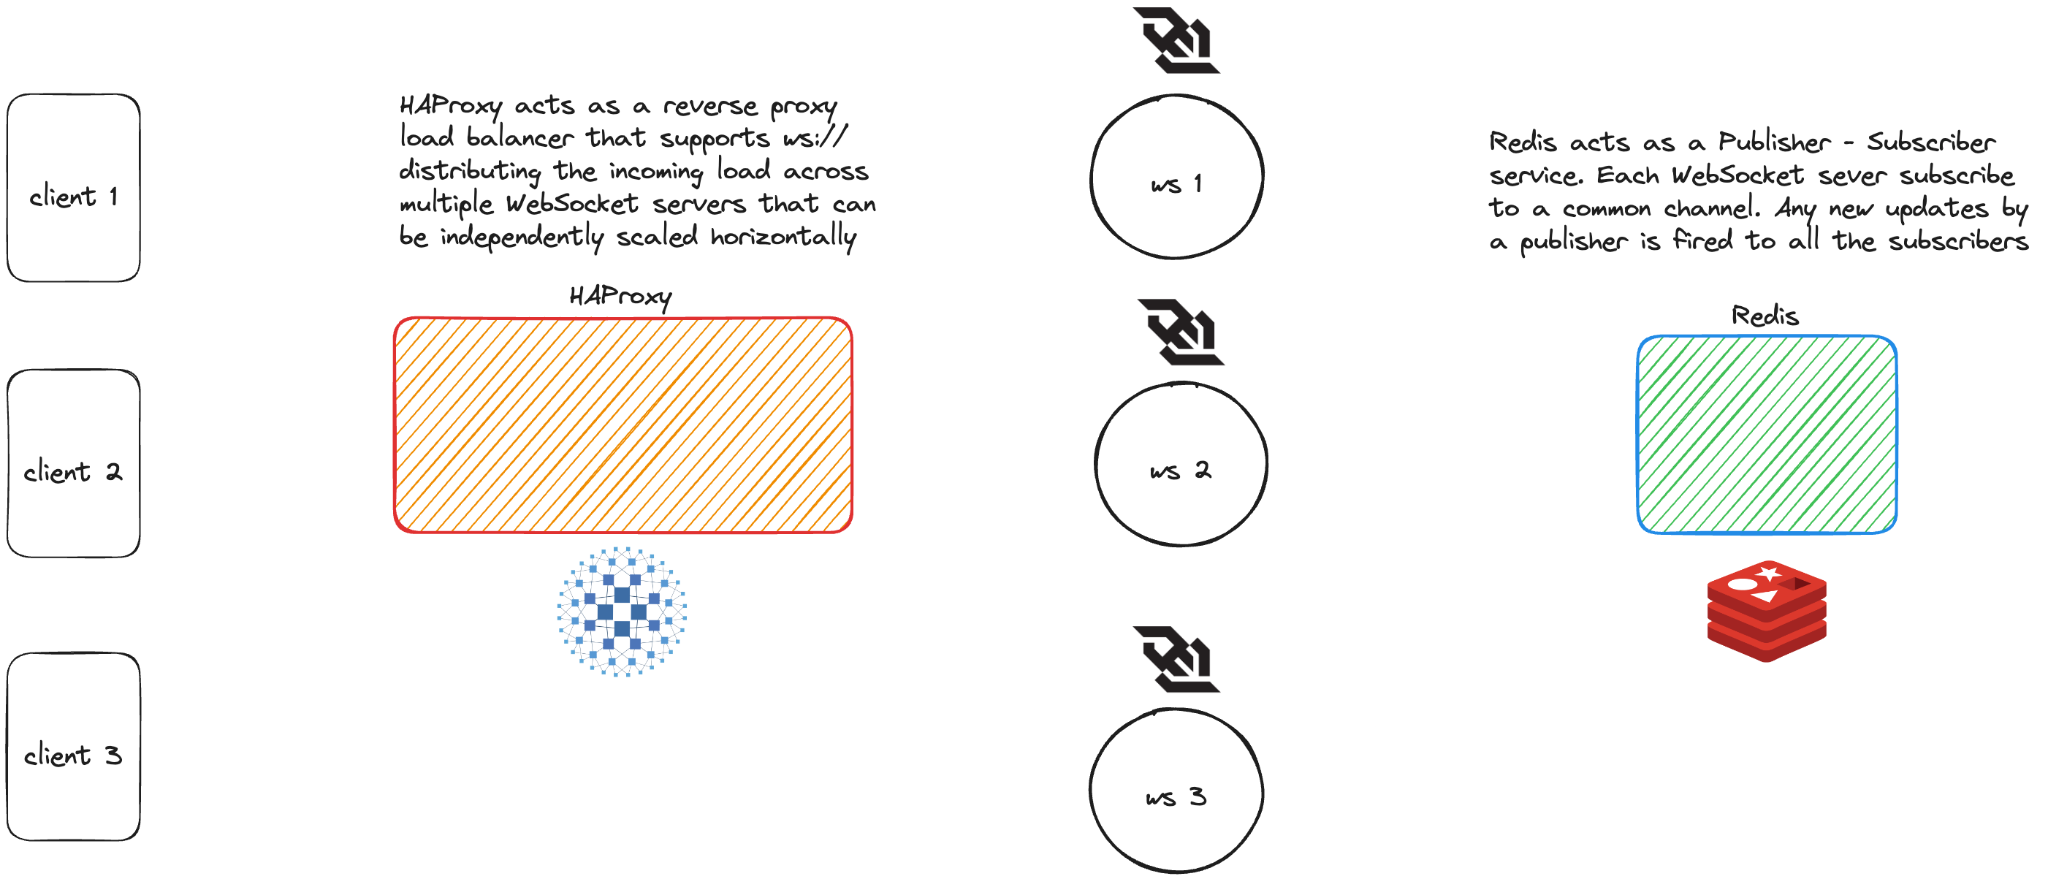 client 1
client 2
client 3
HAProxy acts as a reverse proxy
load balancer that supports ws://
distributing the incoming load across
multiple WebSocket servers that can
be independently scaled horizontally
HAProxy
ws 1
ws 2
ws 3
Redis acts as a Publisher - Subscriber
service. Each WebSocket sever subscribe
to a common channel. Any new updates by
a publisher is fired to all the subscribers
Redis